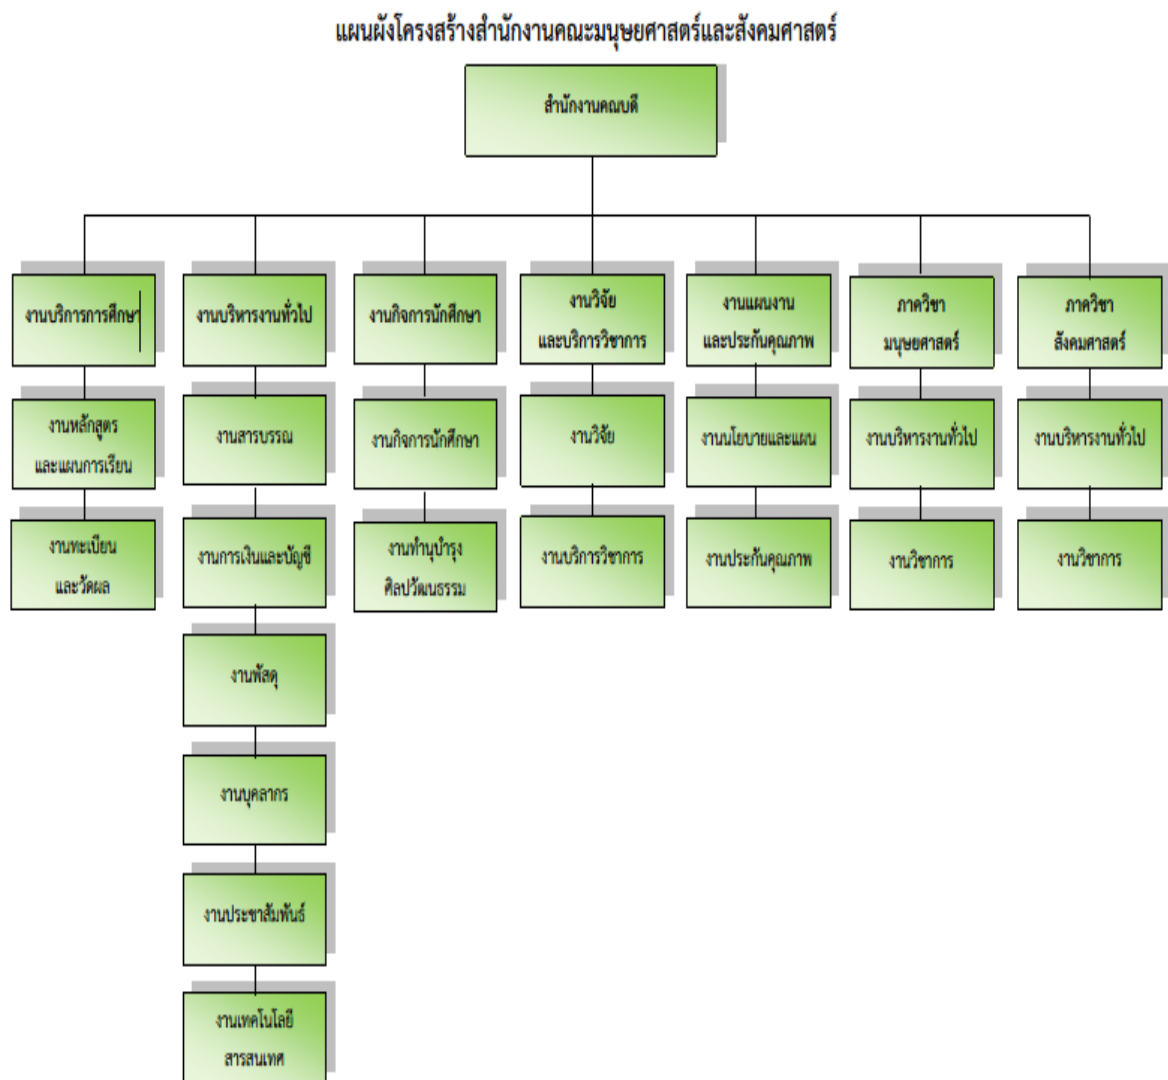 แผนผังโครงสร้างสำนักงานคณะมนุษยศาสตร์และสังคมศาสตร์
สำนักงานคณบดี
งานบริการการศึกษา
งานบริหารงานทั่วไป
งานกิจการนักศึกษา
งานวิจัย
และบริการวิชาการ
งานแผนงาน
และประกันคุณภาพ
ภาควิชา
มนุษยศาสตร์
ภาควิชา
สังคมศาสตร์
งานหลักสูตร
และแผนการเรียน
งานสารบรรณ
งานกิจการนักศึกษา
งานวิจัย
งานนโยบายและแผน
งานบริหารงานทั่วไป
งานบริหารงานทั่วไป
งานทะเบียน
และวัดผล
งานการเงินและบัญชี
งานทำนุบำรุง
ศิลปวัฒนธรรม
งานบริการวิชาการ
งานประกันคุณภาพ
งานวิชาการ
งานวิชาการ
งานพัสดุ
งานบุคลากร
งานประชาสัมพันธ์
งานเทคโนโลยี
สารสนเทศ